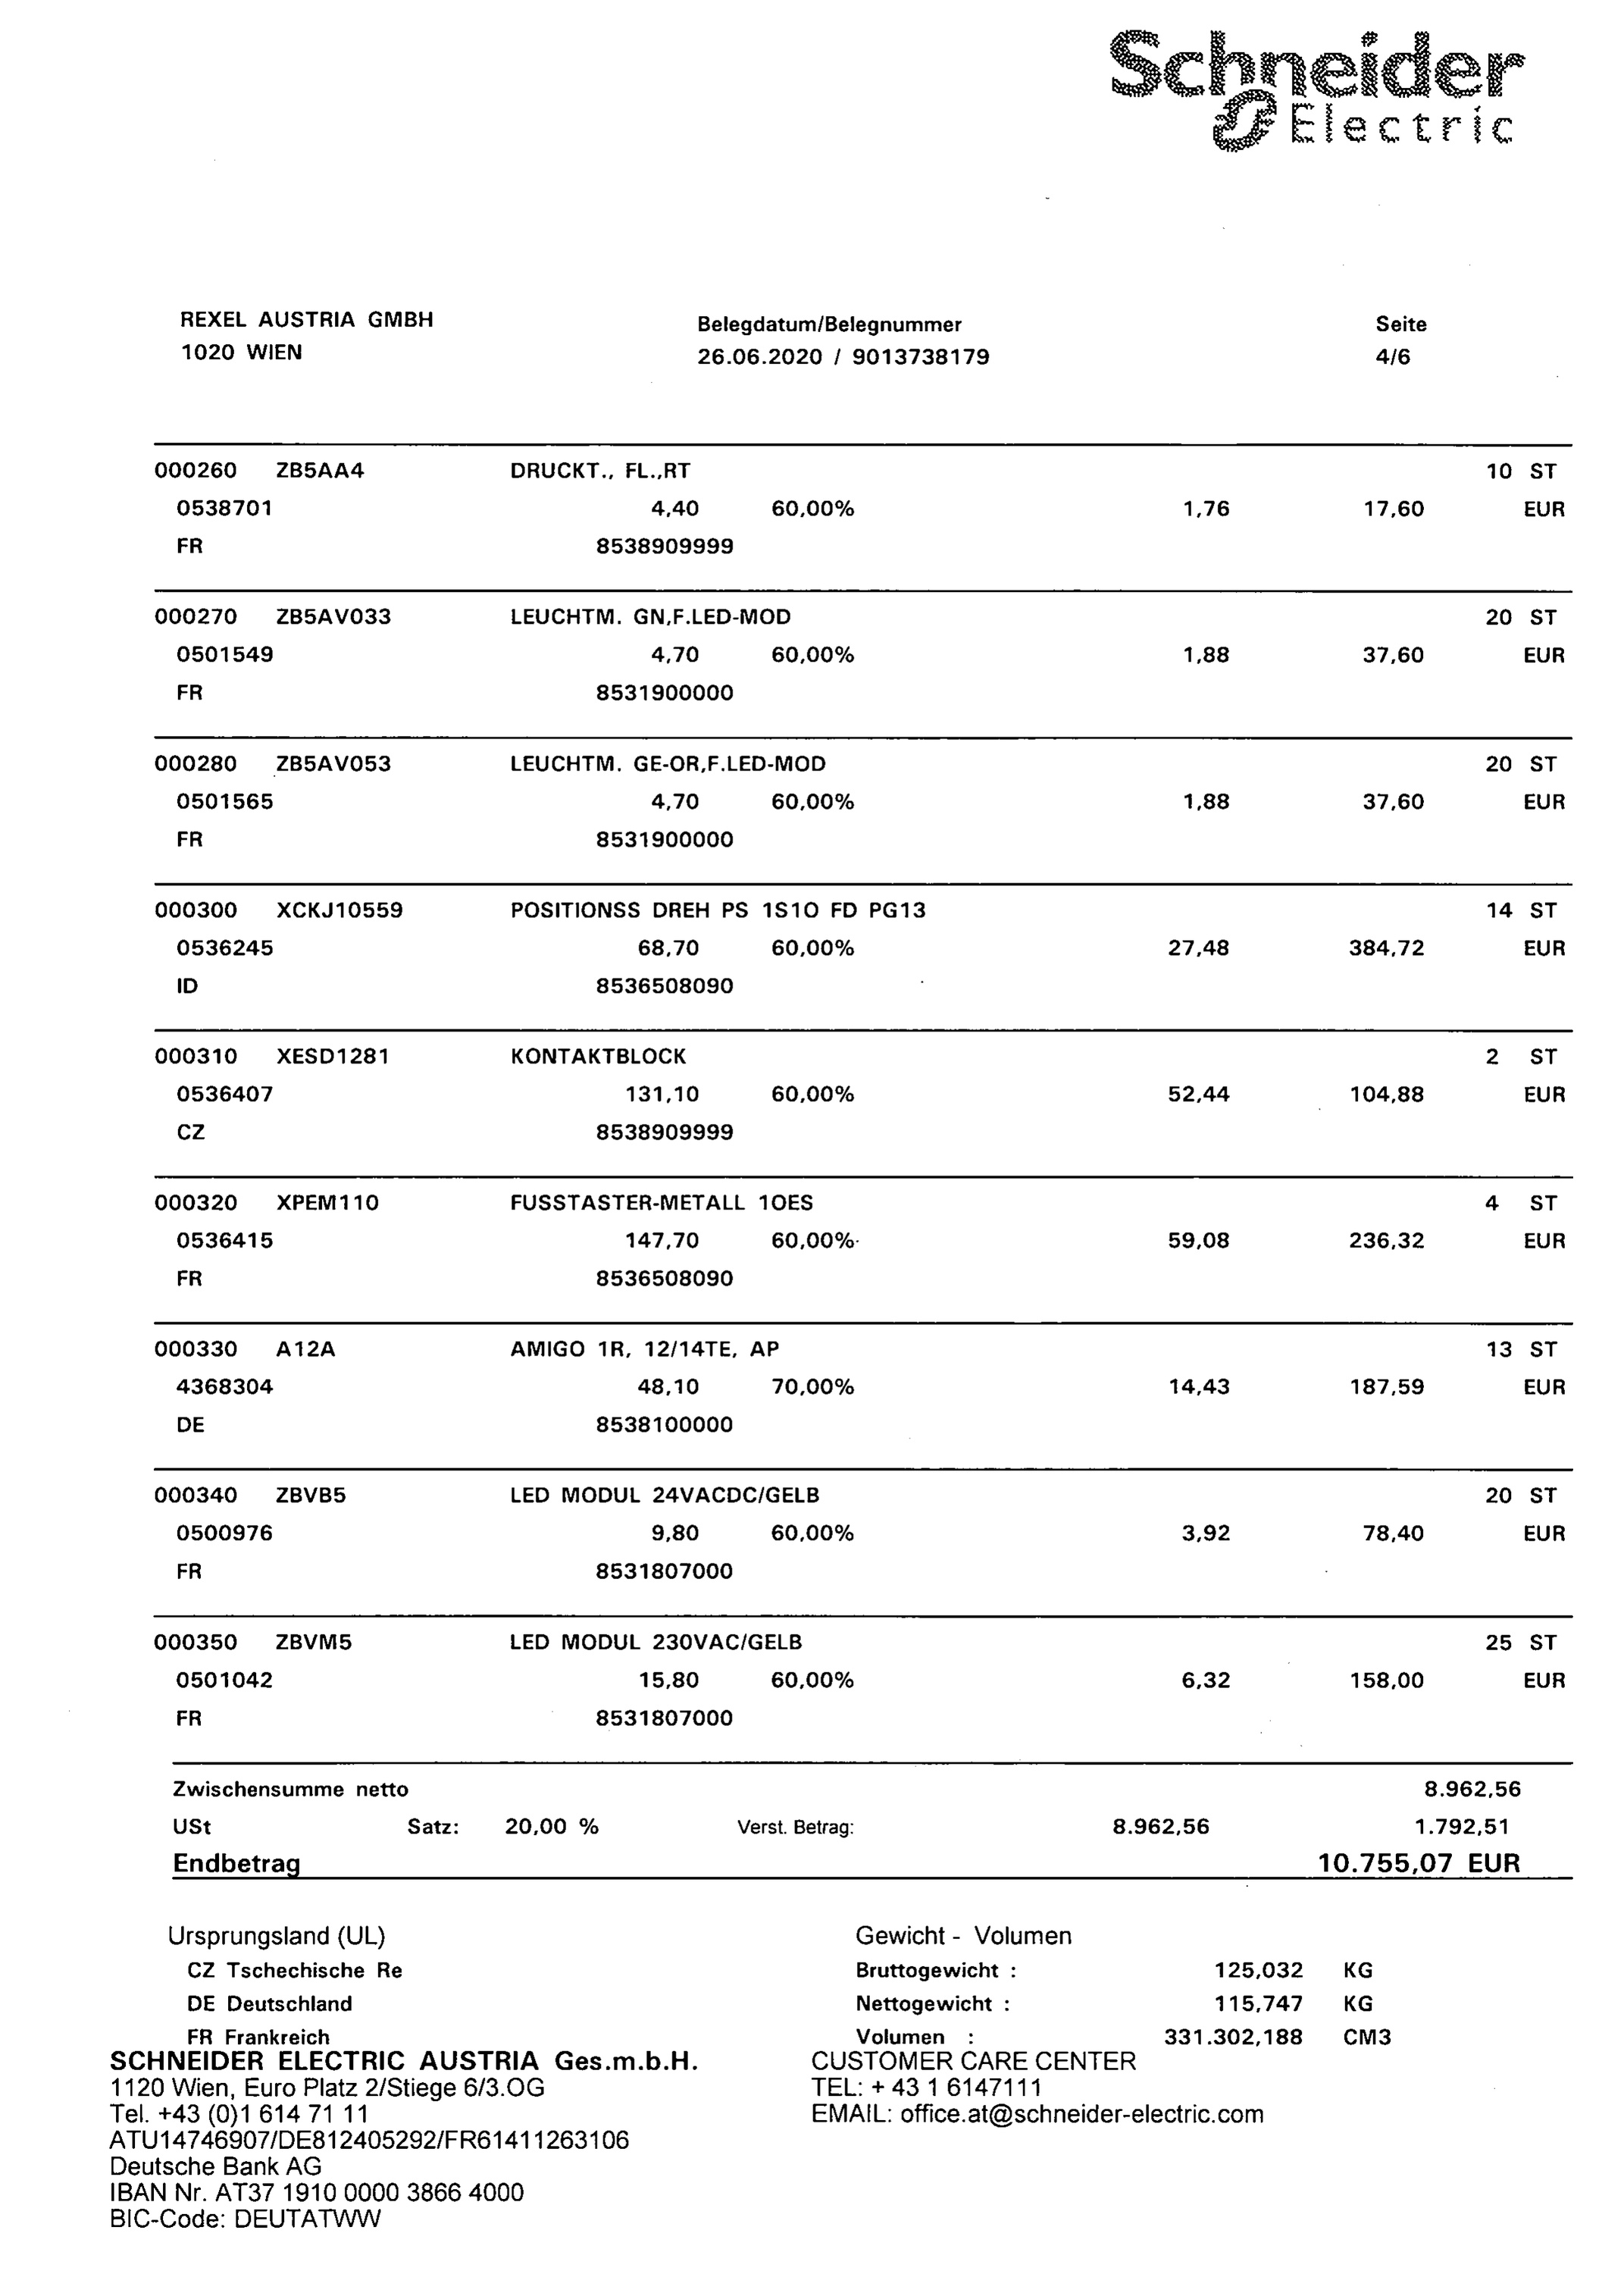 Schneider
Electric
REXEL AUSTRIA GMBH Belegdatum/Belegnummer Seite
1020 WIEN 26.06.2020 / 9013738179 4/6
000260 ZB5AA4 DRUCKT., FL.,RT 10 ST
0538701 4,40 60,00% 1,76 17,60 EUR
FR 8538909999
000270 ZB5AV033 LEUCHTM. GN,F.LED-MOD 20 ST
0501549 4,70 60,00% 1,88 37,60 EUR
FR 8531900000
000280 ZB5AV053 LEUCHTM. GE-OR,F.LED-MOD 20 ST
0501565 4,70 60,00% 1,88 37,60 EUR
FR 8531900000
000300 XCKJ10559 POSITIONSS DREH PS 1S1O FD PG13 14 ST
0536245 68,70 60,00% 27,48 384,72 EUR
ID 8536508090
000310 XESD1281 KONTAKTBLOCK 2 ST
0536407 131,10 60,00% 52,44 104,88 EUR
CZ 8538909999
000320 XPEM110 FUSSTASTER-METALL 1OES 4 ST
0536415 147,70 60,00% 59,08 236,32 EUR
FR 8536508090
000330 A12A AMIGO 1R, 12/14TE, AP 13 ST
4368304 48,10 70,00% 14,43 187,59 EUR
DE 8538100000
000340 ZBVB5 LED MODUL 24VACDC/GELB 20 ST
0500976 9,80 60,00% 3,92 78,40 EUR
FR 8531807000
000350 ZBVM5 LED MODUL 230VAC/GELB 25 ST
0501042 15,80 60,00% 6,32 158,00 EUR
FR 8531807000
Zwischensumme netto 8.962,56
USt Satz: 20,00 % Verst. Betrag: 8.962,56 1.792,51
Endbetrag 10.755,07 EUR
Ursprungsland (UL) Gewicht - Volumen
CZ Tschechische Re Bruttogewicht : 125,032 KG
DE Deutschland Nettogewicht : 115,747 KG
FR Frankreich Volumen : 331.302,188 CM3
SCHNEIDER ELECTRIC AUSTRIA Ges.m.b.H. CUSTOMER CARE CENTER
1120 Wien, Euro Platz 2/Stiege 6/3.OG TEL: + 43 1 6147111
Tel. +43 (0)1 614 71 11 EMAIL: office.at@schneider-electric.com
ATU14746907/DE812405292/FR61411263106
Deutsche Bank AG
IBAN Nr. AT37 1910 0000 3866 4000
BIC-Code: DEUTATWW